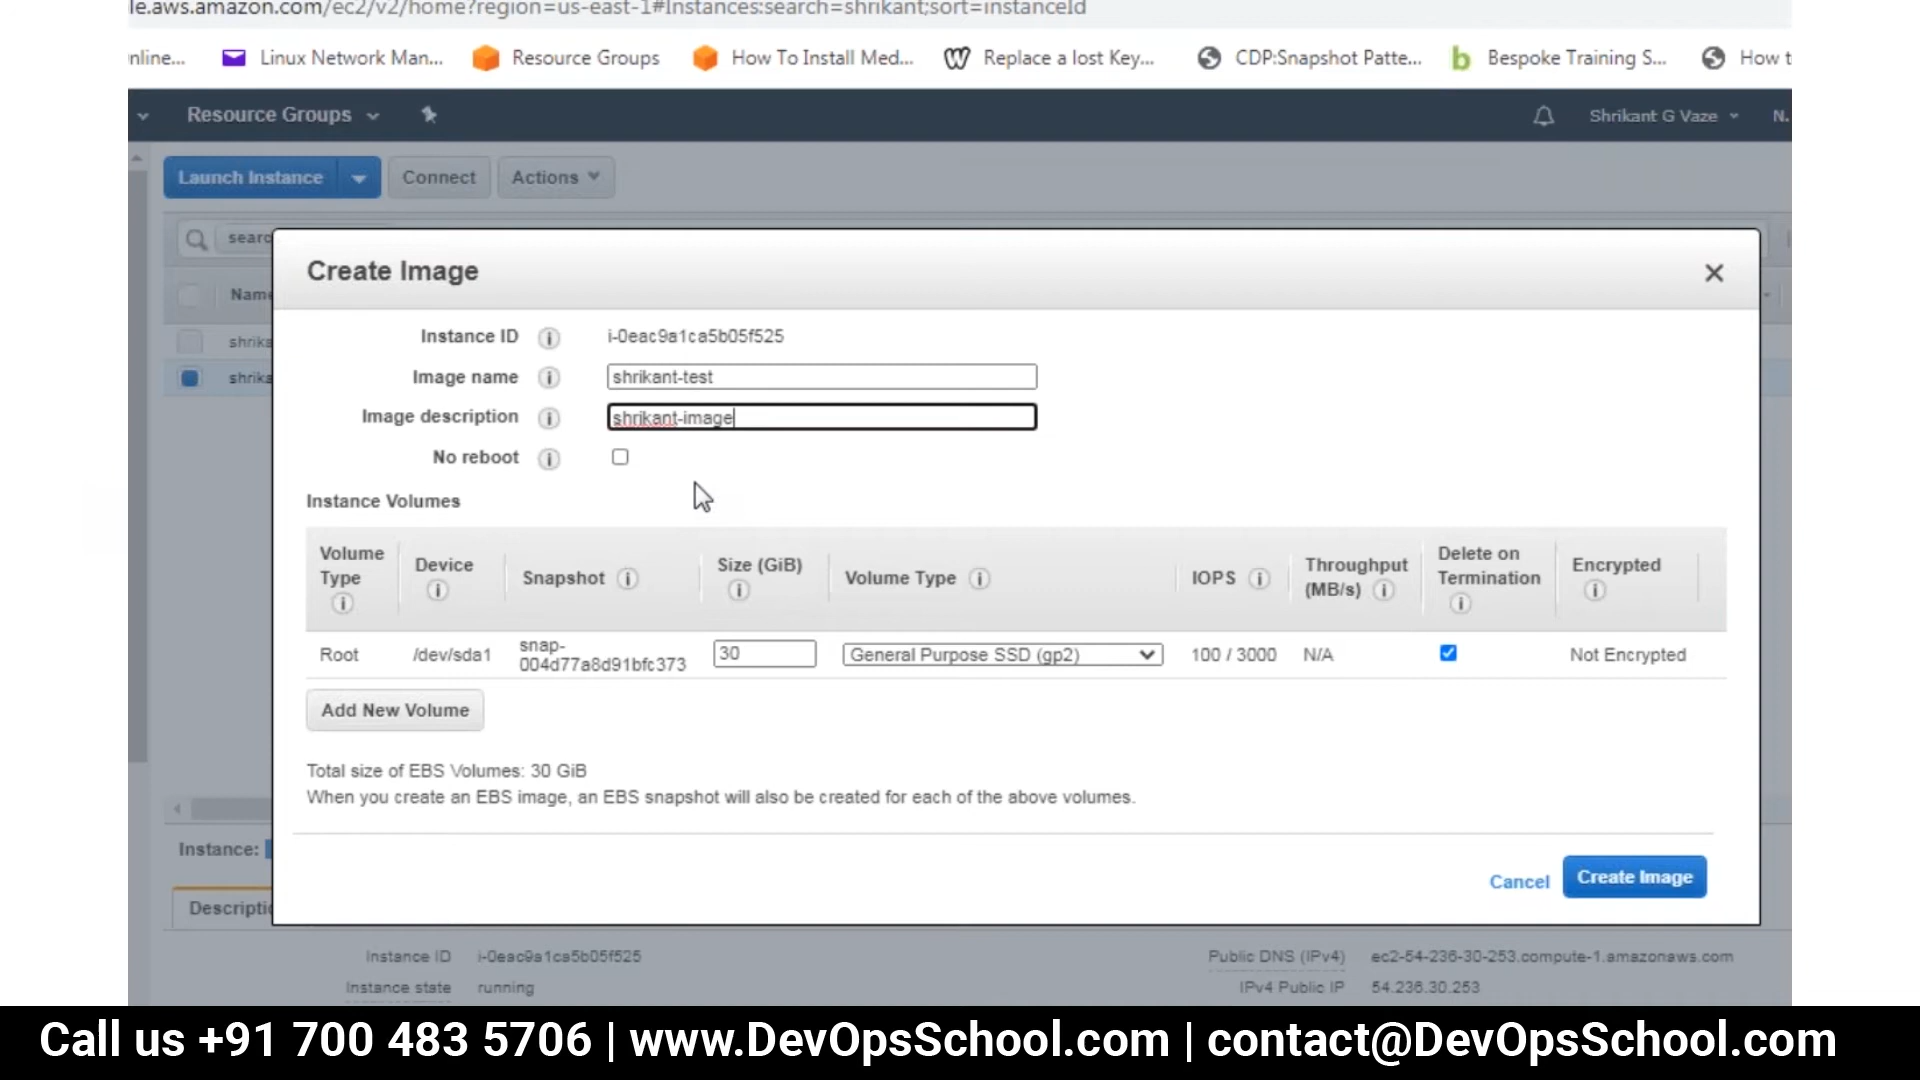 le.aws.amazon.com/ec2/v2/home?region=us-east-1#Instances:search=shrikant;sort=instanceId
nline... Linux Network Man... Resource Groups How To Install Med... Replace a lost Key... CDP:Snapshot Patte... Bespoke Training S... How t
Resource Groups Shrikant G Vaze N.
Launch Instance Connect Actions
searc
Create Image
Name
Instance ID i-0eac9a1ca5b05f525
shrika
Image name shrikant-test
shrika
Image description shrikant-image
No reboot
Instance Volumes
Volume Type Device Snapshot Size (GiB) Volume Type IOPS Throughput (MB/s) Delete on Termination Encrypted
Root /dev/sda1 snap-004d77a8d91bfc373 30 General Purpose SSD (gp2) 100 / 3000 N/A Not Encrypted
Add New Volume
Total size of EBS Volumes: 30 GiB
When you create an EBS image, an EBS snapshot will also be created for each of the above volumes.
Instance:
Cancel Create Image
Descriptio
Instance ID i-0eac9a1ca5b05f525 Public DNS (IPv4) ec2-54-236-30-253.compute-1.amazonaws.com
Instance state running IPv4 Public IP 54.236.30.253
Call us +91 700 483 5706 | www.DevOpsSchool.com | contact@DevOpsSchool.com